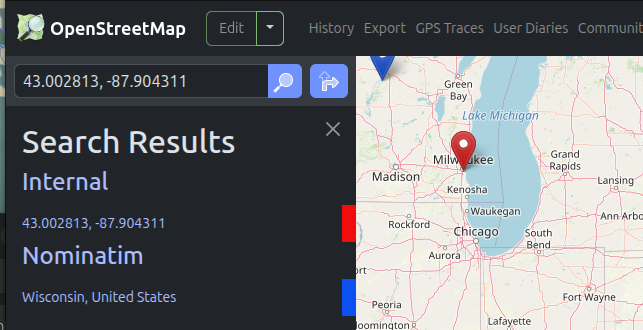 OpenStreetMap
Edit
History Export GPS Traces User Diaries
43.002813, -87.904311
Search Results
Internal
43.002813, -87.904311
Nominatim
Wisconsin, United States
Green
Bay
Lake Michigan
Milwaukee
Madison
Grand
Rapids
Lansing
Kenosha
Waukegan
Ann Arbo
Rockford
Chicago
South
Bend
Aurora
Fort Wayne
Peoria
Lafayette